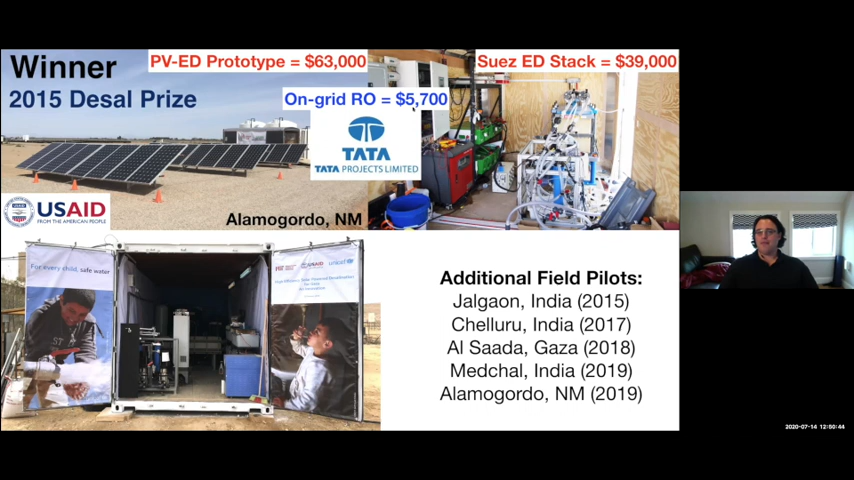 Winner
2015 Desal Prize
PV-ED Prototype = $63,000
Suez ED Stack = $39,000
On-grid RO = $5,700
TATA
TATA PROJECTS LIMITED
USAID
FROM THE AMERICAN PEOPLE
Alamogordo, NM
For every child, safe water
USAID
unicef
Additional Field Pilots:
Jalgaon, India (2015)
Chelluru, India (2017)
Al Saada, Gaza (2018)
Medchal, India (2019)
Alamogordo, NM (2019)
2020-07-14 12:50:44